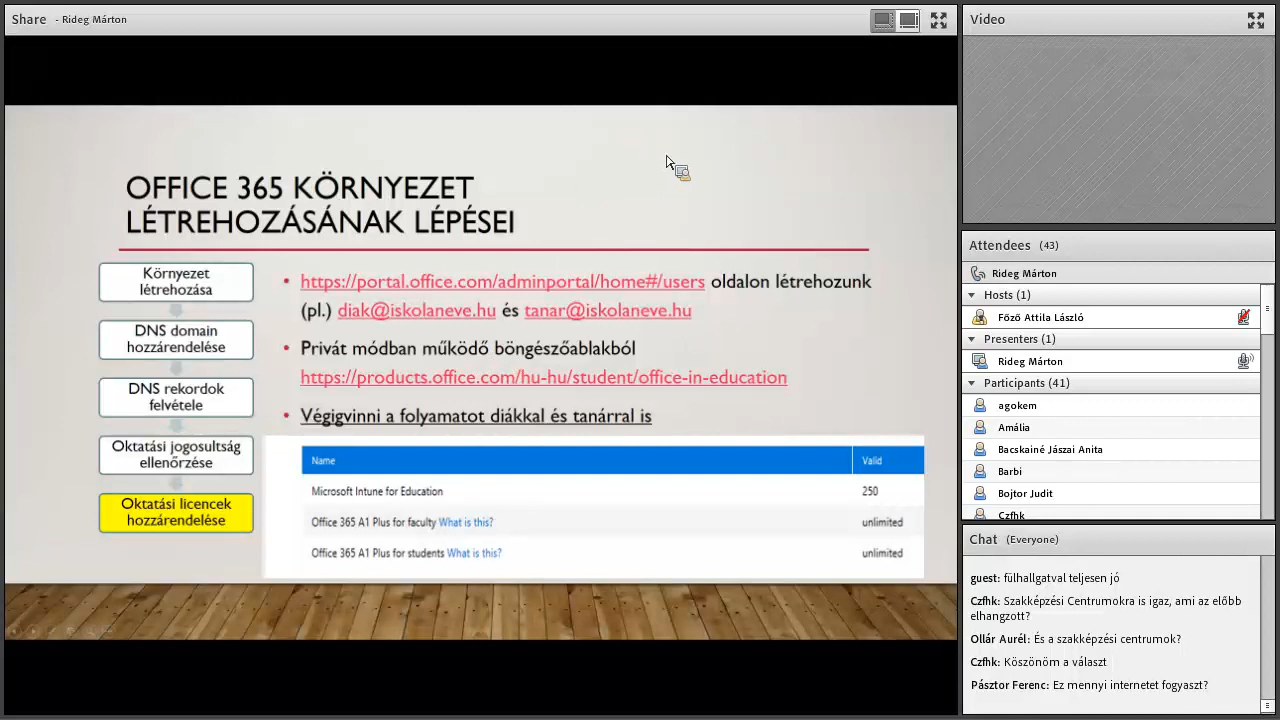 Share - Rideg Márton
OFFICE 365 KÖRNYEZET
LÉTREHOZÁSÁNAK LÉPÉSEI
Környezet
létrehozása
DNS domain
hozzárendelése
DNS rekordok
felvétele
Oktatási jogosultság
ellenőrzése
Oktatási licencek
hozzárendelése
• https://portal.office.com/adminportal/home#/users oldalon létrehozunk
(pl.) diak@iskolaneve.hu és tanar@iskolaneve.hu
• Privát módban működő böngészőablakból
https://products.office.com/hu-hu/student/office-in-education
• Végigvinni a folyamatot diákkal és tanárral is
Name Valid
Microsoft Intune for Education 250
Office 365 A1 Plus for faculty What is this? unlimited
Office 365 A1 Plus for students What is this? unlimited
Video
Attendees (43)
Rideg Márton
Hosts (1)
Főző Attila László
Presenters (1)
Rideg Márton
Participants (41)
agokem
Amália
Bacskainé Jászai Anita
Barbi
Bojtor Judit
Czfhk
Chat (Everyone)
guest: fülhallgatval teljesen jó
Czfhk: Szakképzési Centrumokra is igaz, ami az előbb
elhangzott?
Ollár Aurél: És a szakképzési centrumok?
Czfhk: Köszönöm a választ
Pásztor Ferenc: Ez mennyi internetet fogyaszt?